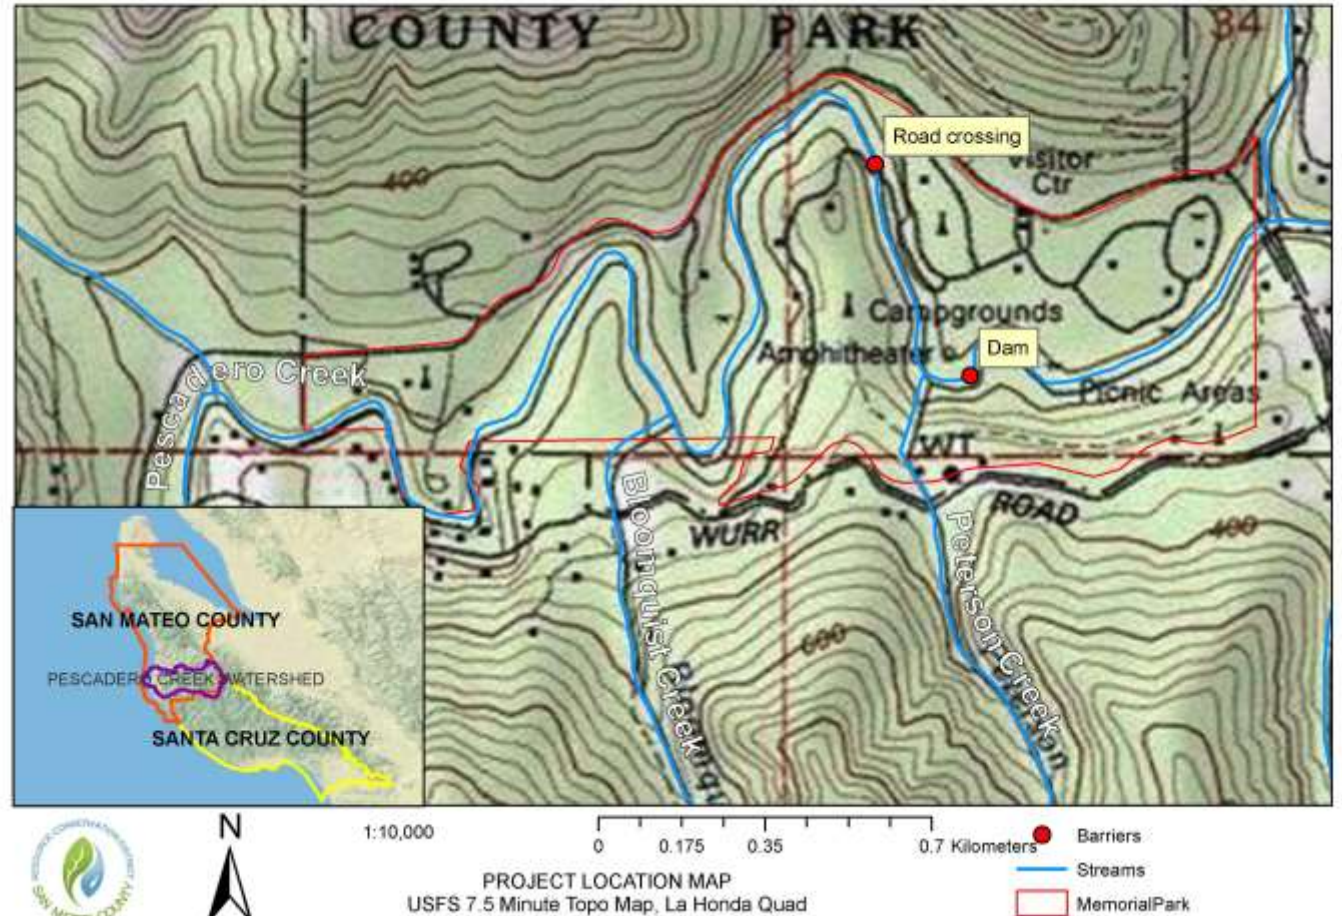 COUNTY PARK
34
Road crossing
Visitor
Ctr
400
Campgrounds
Amphitheater
Dam
Pescadero Creek
Picnic Areas
WT
WURR
ROAD
400
600
Bloomquist Creek
Peterson Creek
SAN MATEO COUNTY
PESCADERO CREEK WATERSHED
SANTA CRUZ COUNTY
N
1:10,000
0 0.175 0.35 0.7 Kilometers
PROJECT LOCATION MAP
USFS 7.5 Minute Topo Map, La Honda Quad
Barriers
Streams
MemorialPark
SAN MATEO COUNTY